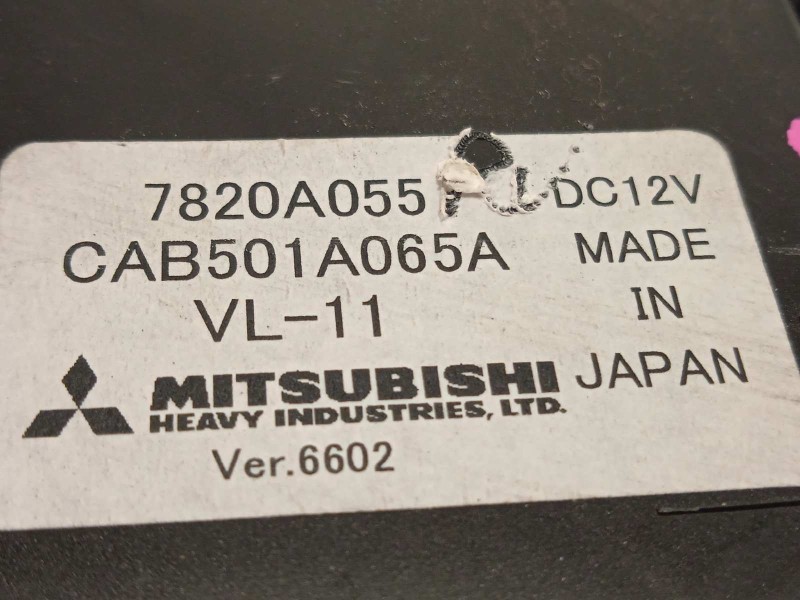 7820A055 DC12V
CAB501A065A MADE
VL-11 IN
MITSUBISHI JAPAN
HEAVY INDUSTRIES, LTD.
Ver.6602